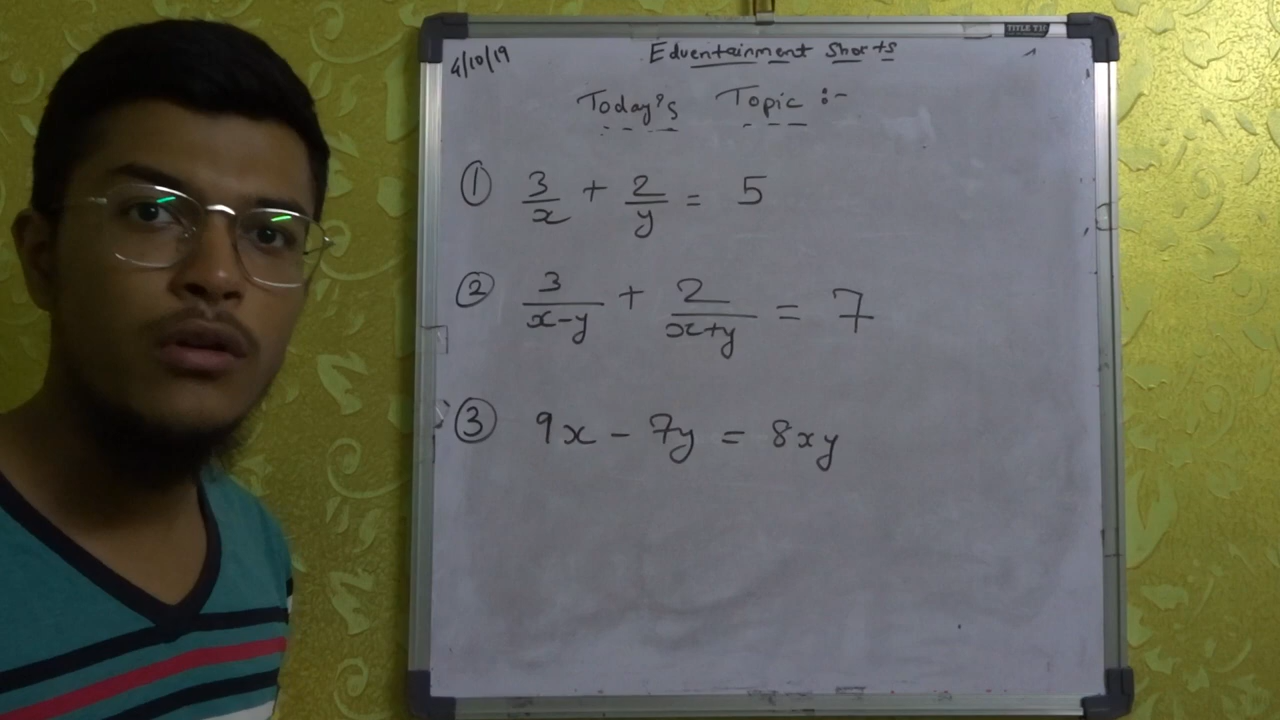 4/10/19
Eduentainment Shorts
Today's Topic :-
① 3/x + 2/y = 5
② 3/(x-y) + 2/(x+y) = 7
③ 9x - 7y = 8xy